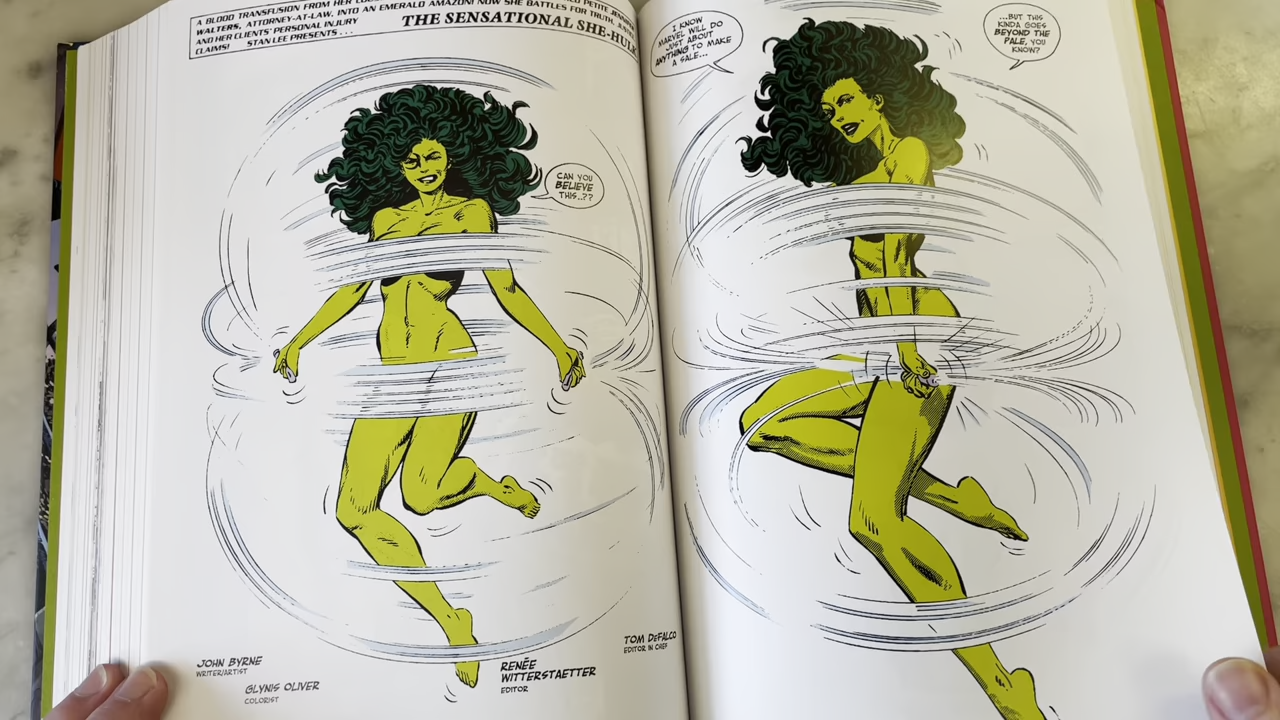 A BLOOD TRANSFUSION FROM HER
PETITE
WALTERS, ATTORNEY-AT-LAW, INTO AN EMERALD AMAZON! NOW SHE BATTLES FOR TRUTH,
AND HER CLIENTS' PERSONAL INJURY
CLAIMS! STAN LEE PRESENTS . . .
THE SENSATIONAL SHE-HULK
CAN YOU
BELIEVE
THIS..??
I KNOW
MARVEL WILL DO
JUST ABOUT
ANYTHING TO MAKE
A SALE...
...BUT THIS
KINDA GOES
BEYOND THE
PALE, YOU
KNOW?
JOHN BYRNE
WRITER/ARTIST
GLYNIS OLIVER
COLORIST
RENÉE
WITTERSTAETTER
EDITOR
TOM DEFALCO
EDITOR IN CHIEF